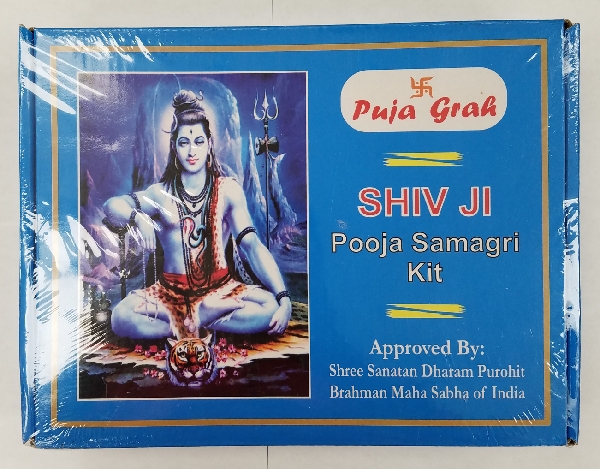 Puja Grah
SHIV JI
Pooja Samagri
Kit
Approved By:
Shree Sanatan Dharam Purohit
Brahman Maha Sabha of India